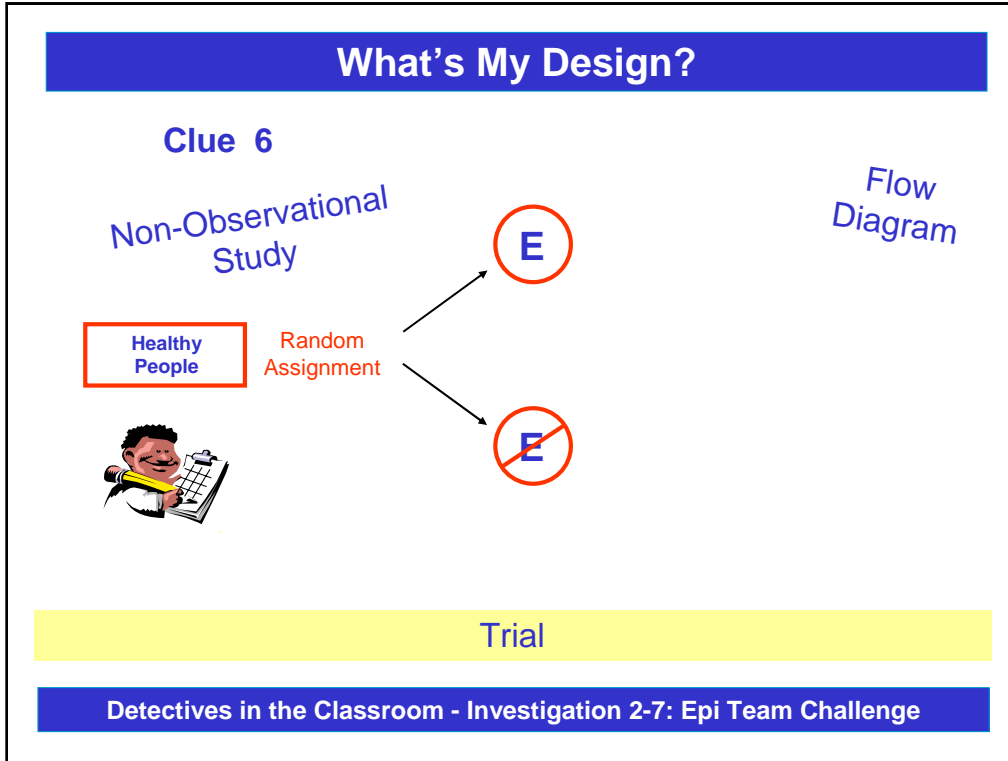 What's My Design?
Clue 6
Non-Observational
Study
Flow
Diagram
E
Healthy
People
Random
Assignment
E
Trial
Detectives in the Classroom - Investigation 2-7: Epi Team Challenge